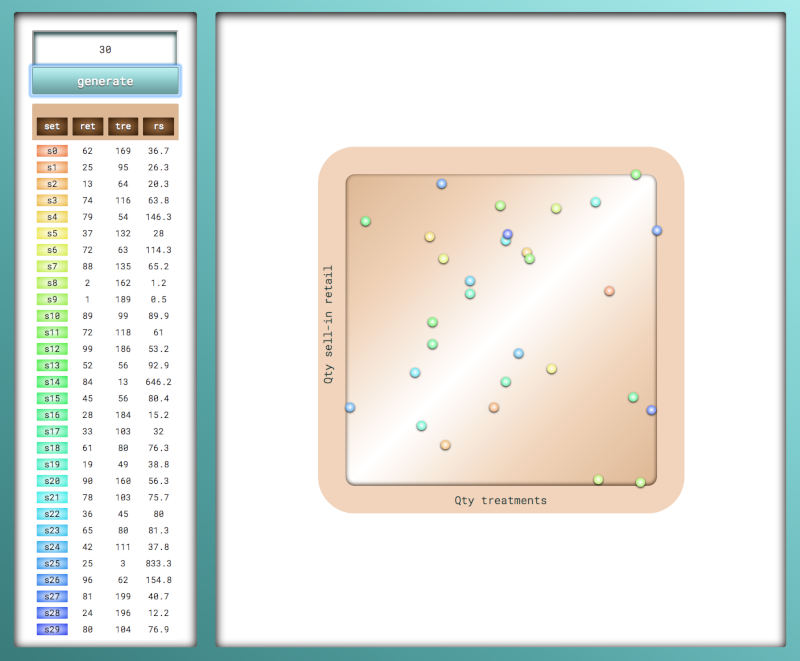 30
generate
set ret tre rs
s0 62 169 36.7
s1 25 95 26.3
s2 13 64 20.3
s3 74 116 63.8
s4 79 54 146.3
s5 37 132 28
s6 72 63 114.3
s7 88 135 65.2
s8 2 162 1.2
s9 1 189 0.5
s10 89 99 89.9
s11 72 118 61
s12 99 186 53.2
s13 52 56 92.9
s14 84 13 646.2
s15 45 56 80.4
s16 28 184 15.2
s17 33 103 32
s18 61 80 76.3
s19 19 49 38.8
s20 90 160 56.3
s21 78 103 75.7
s22 36 45 80
s23 65 80 81.3
s24 42 111 37.8
s25 25 3 833.3
s26 96 62 154.8
s27 81 199 40.7
s28 24 196 12.2
s29 80 104 76.9
Qty sell-in retail
Qty treatments